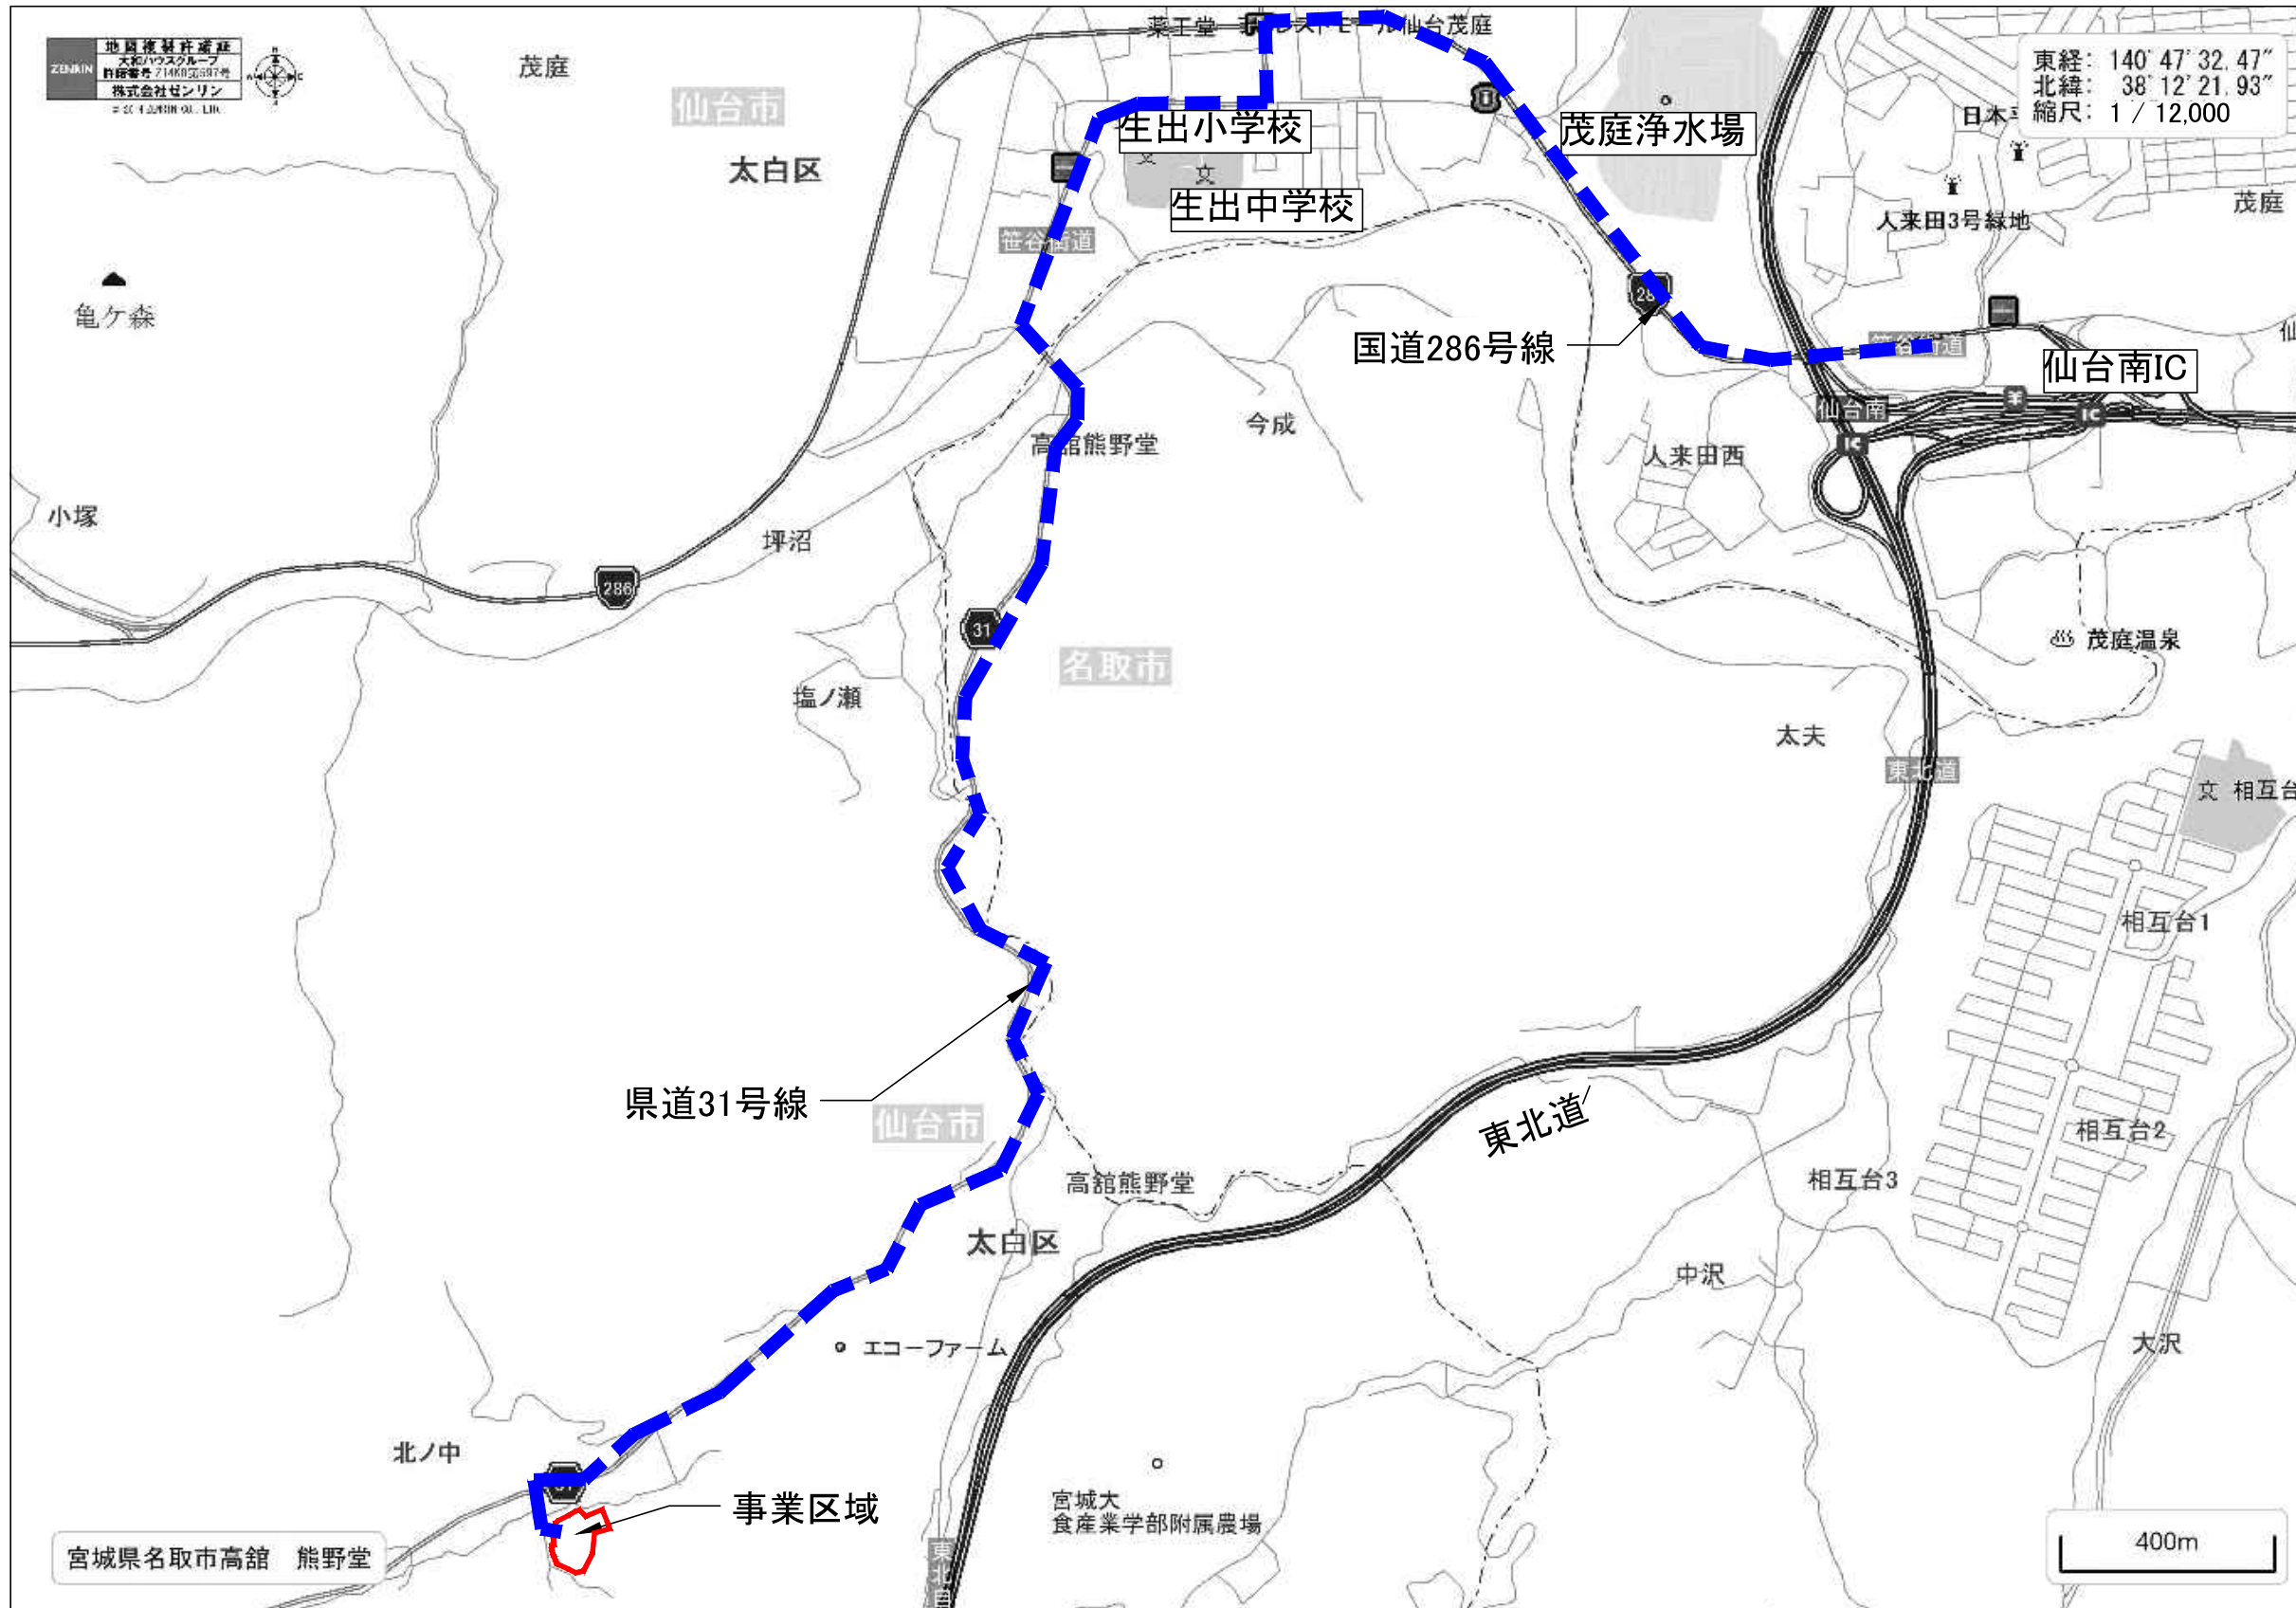 地図複製許諾証
ZENRIN
大和ハウスグループ
株式会社ゼンリン
茂庭
仙台市
太白区
薬王堂
仙台茂庭
東経: 140°47'32.47"
北緯: 38°12'21.93"
縮尺: 1 / 12,000
日本
生出小学校
文
文
生出中学校
茂庭浄水場
人来田3号緑地
茂庭
笹谷街道
亀ケ森
国道286号線
笹谷街道
仙台南IC
仙台南
IC
IC
高舘熊野堂
今成
人来田西
小塚
坪沼
286
31
名取市
茂庭温泉
塩ノ瀬
太夫
東北道
文 相互台
相互台1
県道31号線
仙台市
東北道
相互台2
高舘熊野堂
相互台3
太白区
中沢
エコーファーム
大沢
北ノ中
事業区域
宮城大
食産業学部附属農場
宮城県名取市高舘 熊野堂
400m